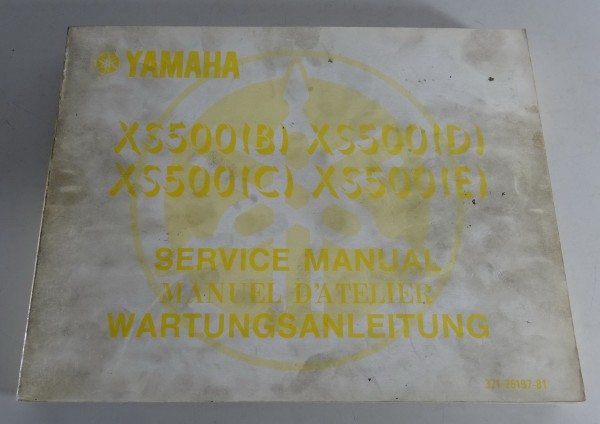 YAMAHA
XS500(B) XS500(D)
XS500(C) XS500(E)
SERVICE MANUAL
MANUEL D'ATELIER
WARTUNGSANLEITUNG